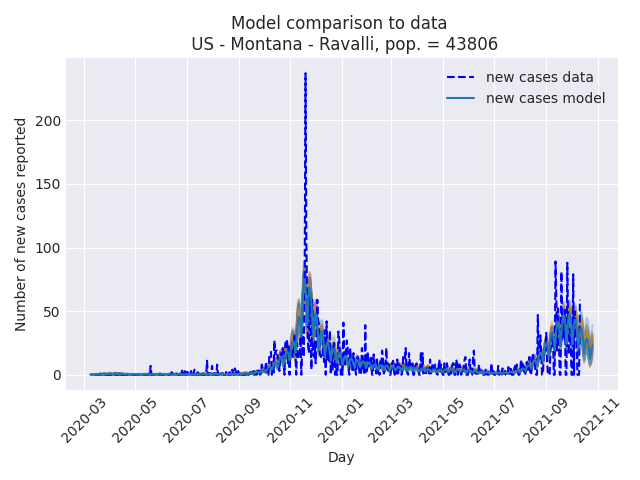 Model comparison to data
US - Montana - Ravalli, pop. = 43806
new cases data
new cases model
Number of new cases reported
200
150
100
50
0
2020-03
2020-05
2020-07
2020-09
2020-11
2021-01
2021-03
2021-05
2021-07
2021-09
2021-11
Day